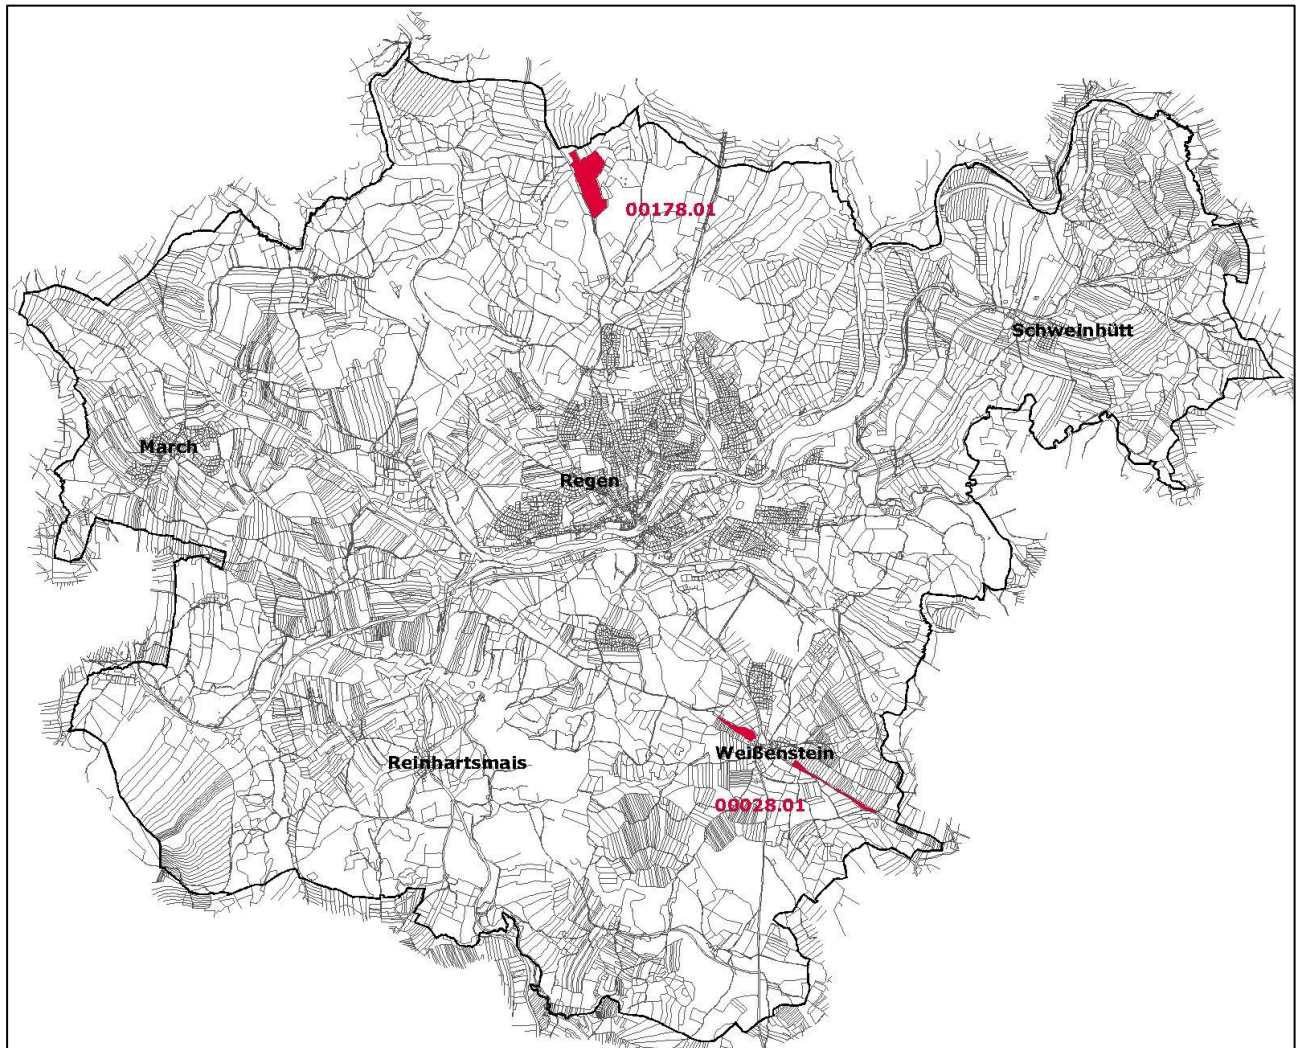 00178.01
Schweinhütt
March
Regen
Weißenstein
Reinhartsmais
00028.01